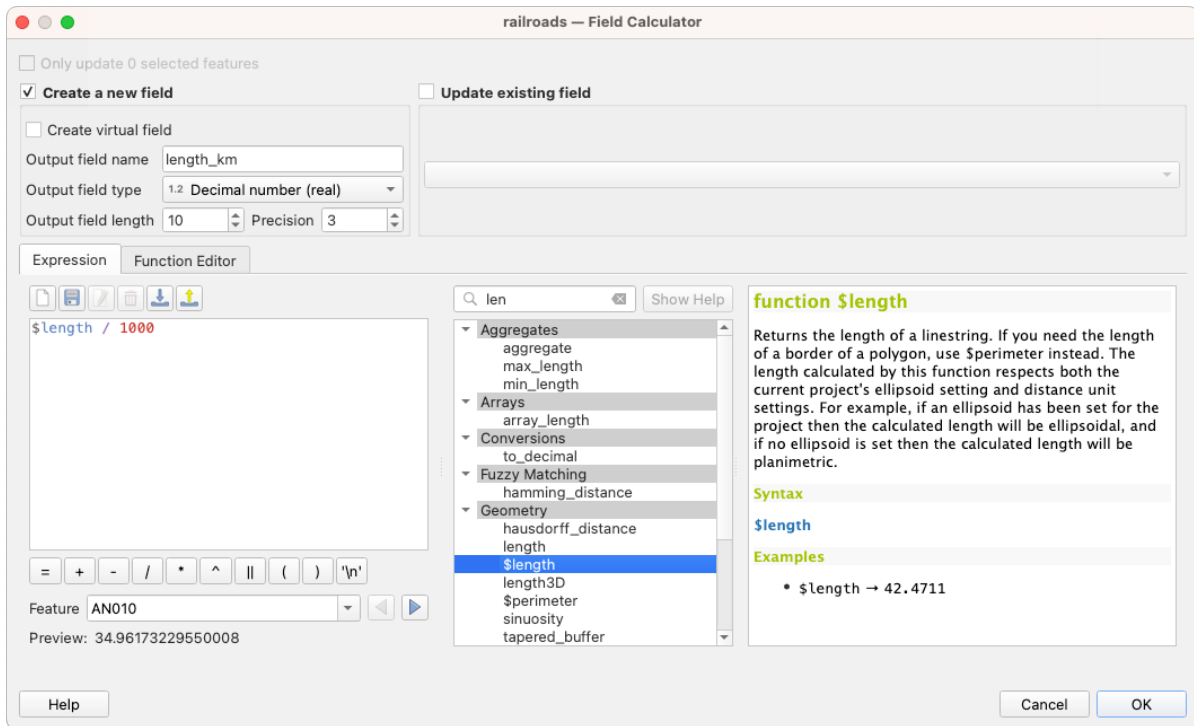 railroads — Field Calculator
Only update 0 selected features
Create a new field
Update existing field
Create virtual field
Output field name length_km
Output field type 1.2 Decimal number (real)
Output field length 10 Precision 3
Expression Function Editor
len Show Help
$length / 1000
Aggregates
aggregate
max_length
min_length
Arrays
array_length
Conversions
to_decimal
Fuzzy Matching
hamming_distance
Geometry
hausdorff_distance
length
$length
length3D
$perimeter
sinuosity
tapered_buffer
function $length
Returns the length of a linestring. If you need the length
of a border of a polygon, use $perimeter instead. The
length calculated by this function respects both the
current project's ellipsoid setting and distance unit
settings. For example, if an ellipsoid has been set for the
project then the calculated length will be ellipsoidal, and
if no ellipsoid is set then the calculated length will be
planimetric.
Syntax
$length
Examples
• $length → 42.4711
= + - / * ^ || ( ) '\n'
Feature AN010
Preview: 34.96173229550008
Help Cancel OK